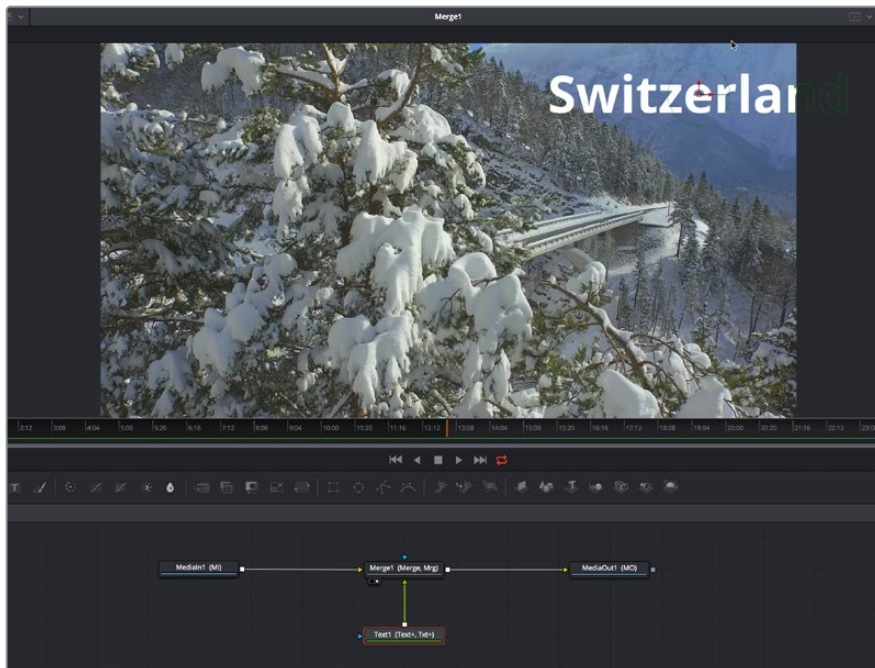 Merge1
Switzerland
2:12 3:08 4:04 5:00 5:20 6:16 7:12 8:08 9:04 10:00 10:20 11:16 12:12 13:08 14:04 15:00 15:20 16:16 17:12 18:08 19:04 20:00 20:20 21:16 22:12 23:08
T
MediaIn1 (MI)
Merge1 (Merge, Mrg)
MediaOut1 (MO)
Text1 (Text+, Txt+)